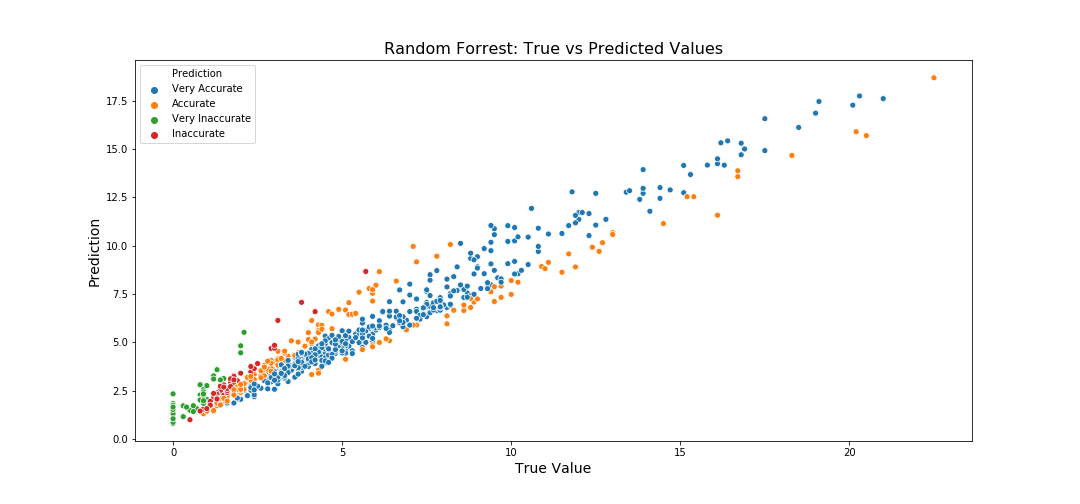 Random Forrest: True vs Predicted Values
Prediction
Very Accurate
Accurate
Very Inaccurate
Inaccurate
17.5
15.0
12.5
10.0
7.5
5.0
2.5
0.0
Prediction
0 5 10 15 20
True Value